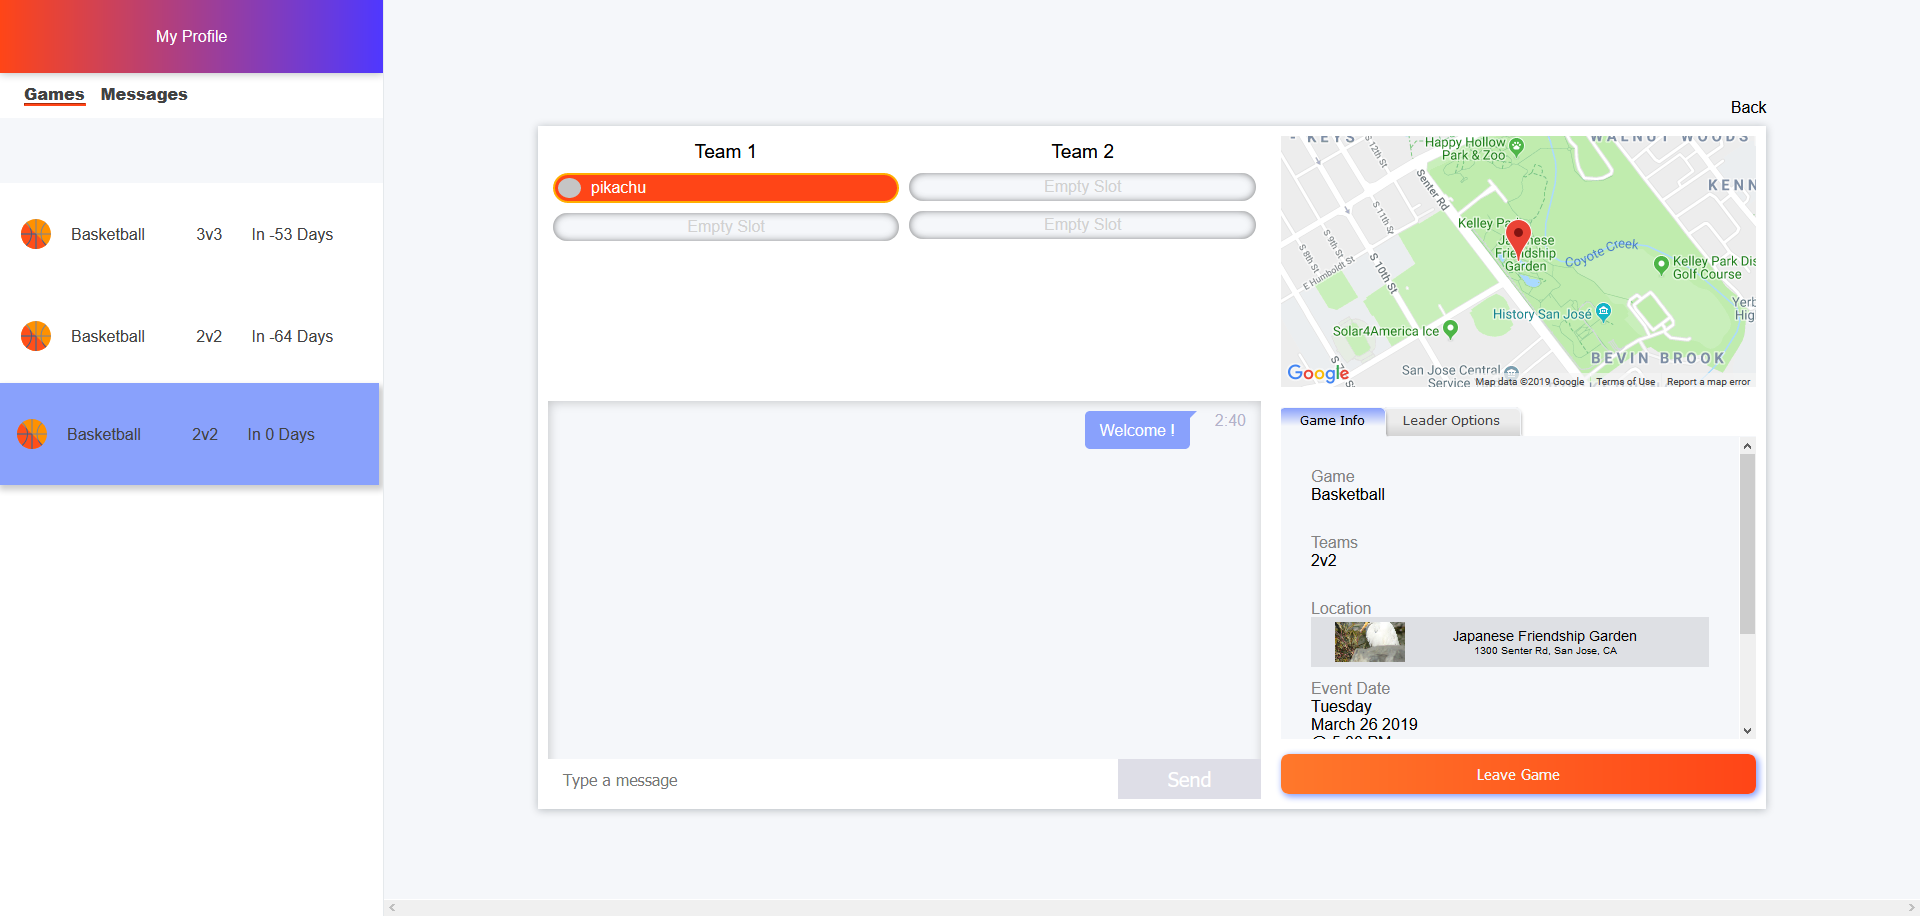 My Profile
Games Messages
Basketball 3v3 In -53 Days
Basketball 2v2 In -64 Days
Basketball 2v2 In 0 Days
Back
Team 1
pikachu
Empty Slot
Team 2
Empty Slot
Empty Slot
Welcome !
2:40
Type a message
Send
KEYS
WALNUT WOODS
Happy Hollow
Park & Zoo
S 12th St
Senter Rd
KENN
S 11th St
Kelley Pa
Japanese
Friendship
Garden
S 9th St
S 8th St
E Humboldt St
S 10th St
Coyote Creek
Kelley Park Dis
Golf Course
History San José
Yerb
Hig
Solar4America Ice
BEVIN BROOK
San Jose Central
Service
Google
Map data ©2019 Google Terms of Use Report a map error
Game Info Leader Options
Game
Basketball
Teams
2v2
Location
Japanese Friendship Garden
1300 Senter Rd, San Jose, CA
Event Date
Tuesday
March 26 2019
@ 5:00 PM
Leave Game